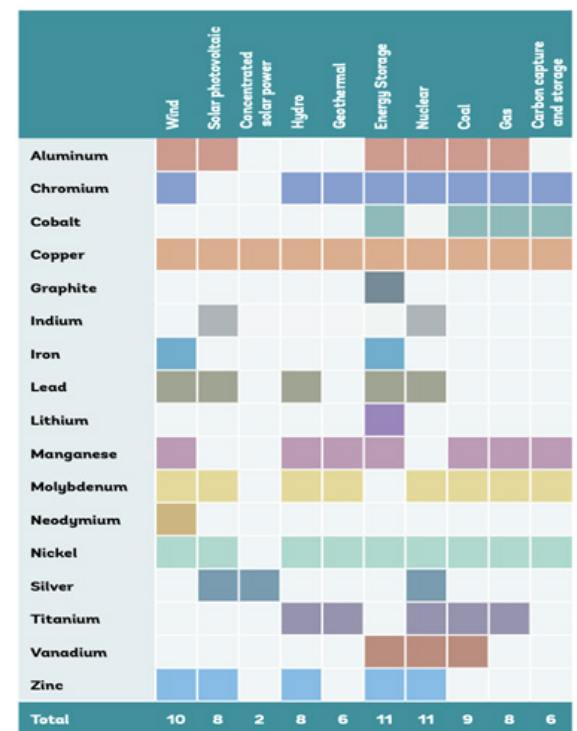 Wind
Solar photovoltaic
Concentrated
solar power
Hydro
Geothermal
Energy Storage
Nuclear
Coal
Gas
Carbon capture
and storage
Aluminum
Chromium
Cobalt
Copper
Graphite
Indium
Iron
Lead
Lithium
Manganese
Molybdenum
Neodymium
Nickel
Silver
Titanium
Vanadium
Zinc
Total 10 8 2 8 6 11 11 9 8 6